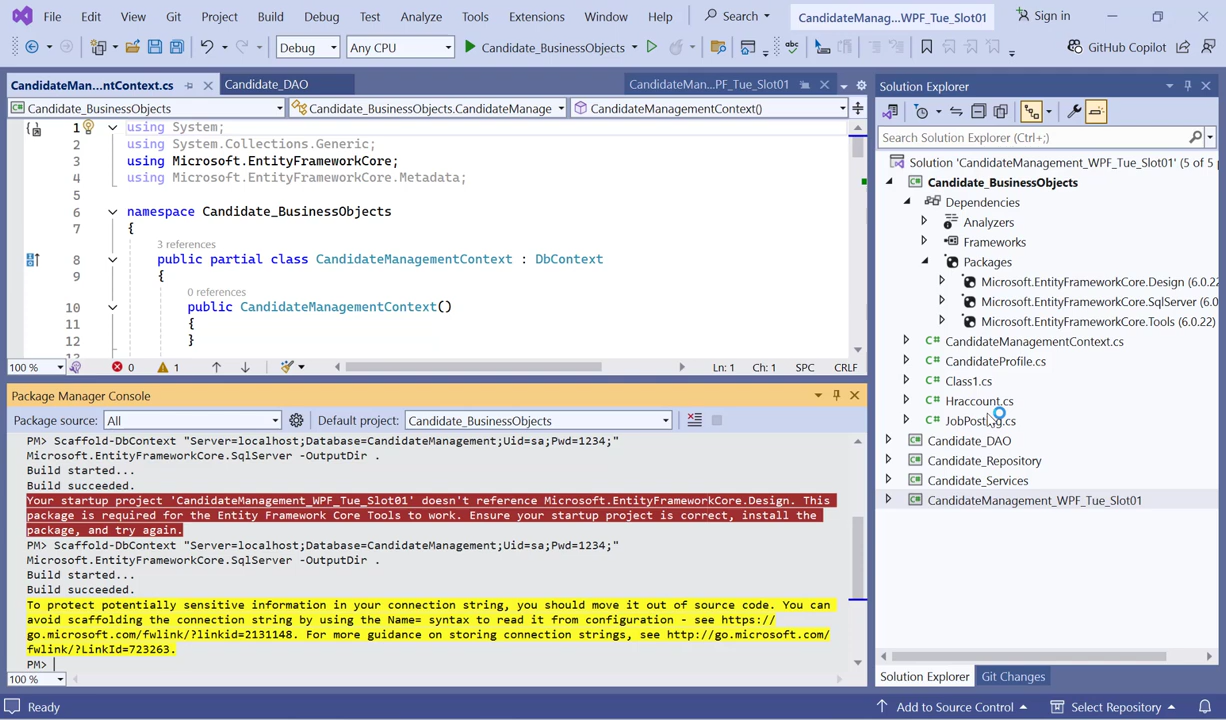 File Edit View Git Project Build Debug Test Analyze Tools Extensions Window Help Search CandidateManag...WPF_Tue_Slot01 Sign in
Debug Any CPU Candidate_BusinessObjects GitHub Copilot
CandidateMan...ntContext.cs Candidate_DAO CandidateMan...PF_Tue_Slot01
Candidate_BusinessObjects Candidate_BusinessObjects.CandidateManage CandidateManagementContext()
1 using System;
2 using System.Collections.Generic;
3 using Microsoft.EntityFrameworkCore;
4 using Microsoft.EntityFrameworkCore.Metadata;
5
6 namespace Candidate_BusinessObjects
7 {
3 references
8 public partial class CandidateManagementContext : DbContext
9 {
0 references
10 public CandidateManagementContext()
11 {
12 }
100 % 0 1 Ln: 1 Ch: 1 SPC CRLF
Package Manager Console
Package source: All Default project: Candidate_BusinessObjects
PM> Scaffold-DbContext "Server=localhost;Database=CandidateManagement;Uid=sa;Pwd=1234;"
Microsoft.EntityFrameworkCore.SqlServer -OutputDir .
Build started...
Build succeeded.
Your startup project 'CandidateManagement_WPF_Tue_Slot01' doesn't reference Microsoft.EntityFrameworkCore.Design. This
package is required for the Entity Framework Core Tools to work. Ensure your startup project is correct, install the
package, and try again.
PM> Scaffold-DbContext "Server=localhost;Database=CandidateManagement;Uid=sa;Pwd=1234;"
Microsoft.EntityFrameworkCore.SqlServer -OutputDir .
Build started...
Build succeeded.
To protect potentially sensitive information in your connection string, you should move it out of source code. You can
avoid scaffolding the connection string by using the Name= syntax to read it from configuration - see https://
go.microsoft.com/fwlink/?linkid=2131148. For more guidance on storing connection strings, see http://go.microsoft.com/
fwlink/?LinkId=723263.
PM>
100 %
Solution Explorer
Search Solution Explorer (Ctrl+;)
Solution 'CandidateManagement_WPF_Tue_Slot01' (5 of 5 p
Candidate_BusinessObjects
Dependencies
Analyzers
Frameworks
Packages
Microsoft.EntityFrameworkCore.Design (6.0.22
Microsoft.EntityFrameworkCore.SqlServer (6.0
Microsoft.EntityFrameworkCore.Tools (6.0.22)
CandidateManagementContext.cs
CandidateProfile.cs
Class1.cs
Hraccount.cs
JobPosting.cs
Candidate_DAO
Candidate_Repository
Candidate_Services
CandidateManagement_WPF_Tue_Slot01
Solution Explorer Git Changes
Ready Add to Source Control Select Repository